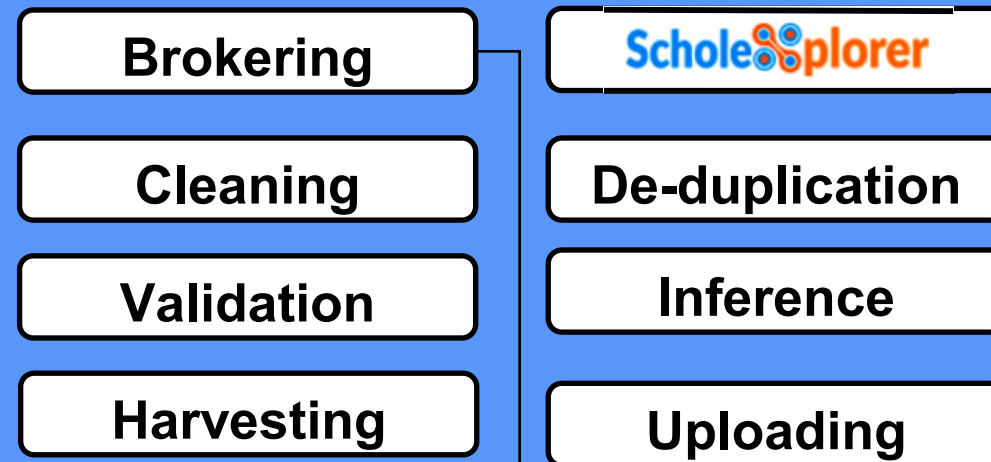 Brokering
Cleaning
Validation
Harvesting
ScholeXplorer
De-duplication
Inference
Uploading